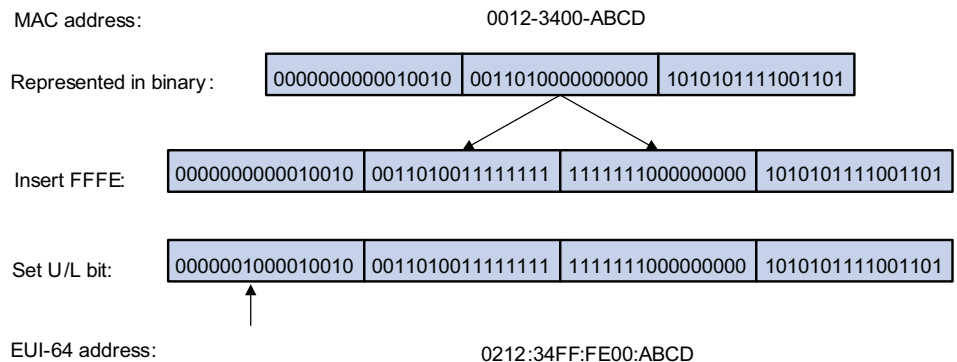 MAC address: 0012-3400-ABCD
Represented in binary: 0000000000010010 0011010000000000 1010101111001101
Insert FFFE: 0000000000010010 0011010011111111 1111111000000000 1010101111001101
Set U/L bit: 0000001000010010 0011010011111111 1111111000000000 1010101111001101
EUI-64 address: 0212:34FF:FE00:ABCD